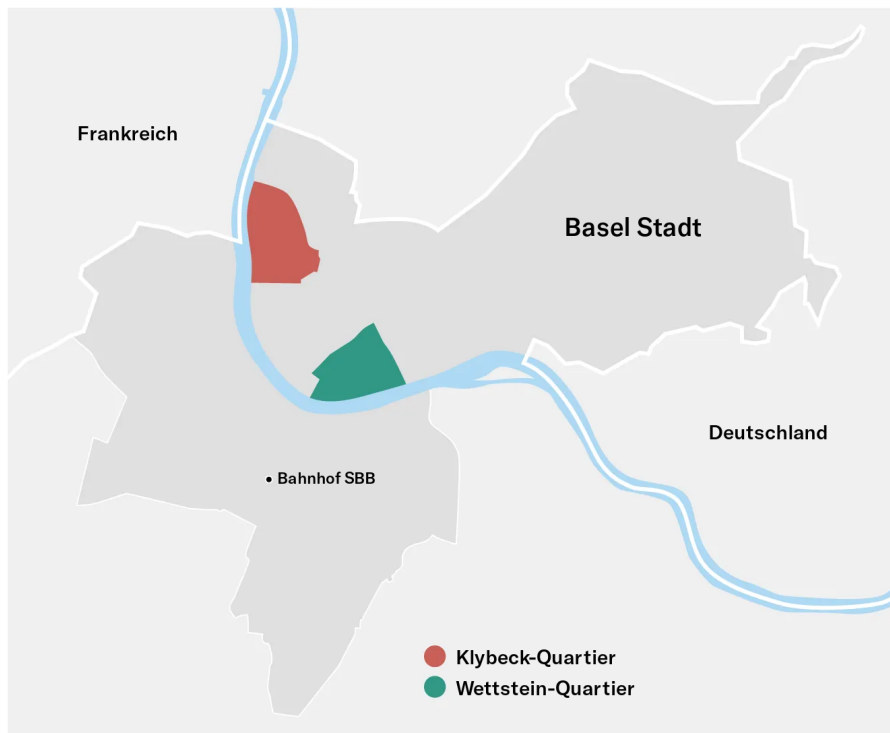 Frankreich
Basel Stadt
Deutschland
Bahnhof SBB
Klybeck-Quartier
Wettstein-Quartier